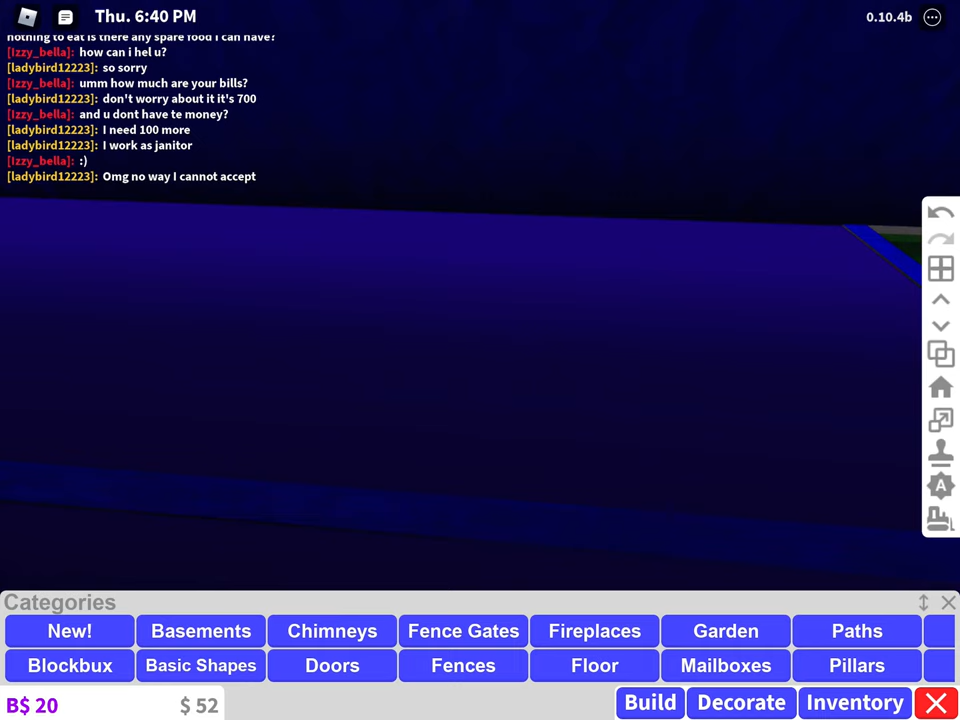 Thu. 6:40 PM
0.10.4b
nothing to eat is there any spare food I can have?
[Izzy_bella]: how can i hel u?
[ladybird12223]: so sorry
[Izzy_bella]: umm how much are your bills?
[ladybird12223]: don't worry about it it's 700
[Izzy_bella]: and u dont have te money?
[ladybird12223]: I need 100 more
[ladybird12223]: I work as janitor
[Izzy_bella]: :)
[ladybird12223]: Omg no way I cannot accept
A
Categories
New! Basements Chimneys Fence Gates Fireplaces Garden Paths
Blockbux Basic Shapes Doors Fences Floor Mailboxes Pillars
B$ 20 $ 52 Build Decorate Inventory